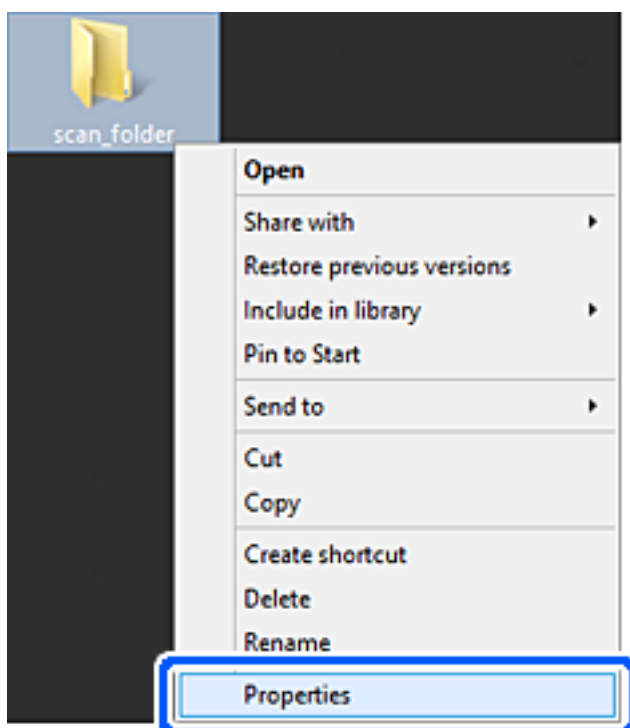 scan_folder
Open
Share with
Restore previous versions
Include in library
Pin to Start
Send to
Cut
Copy
Create shortcut
Delete
Rename
Properties